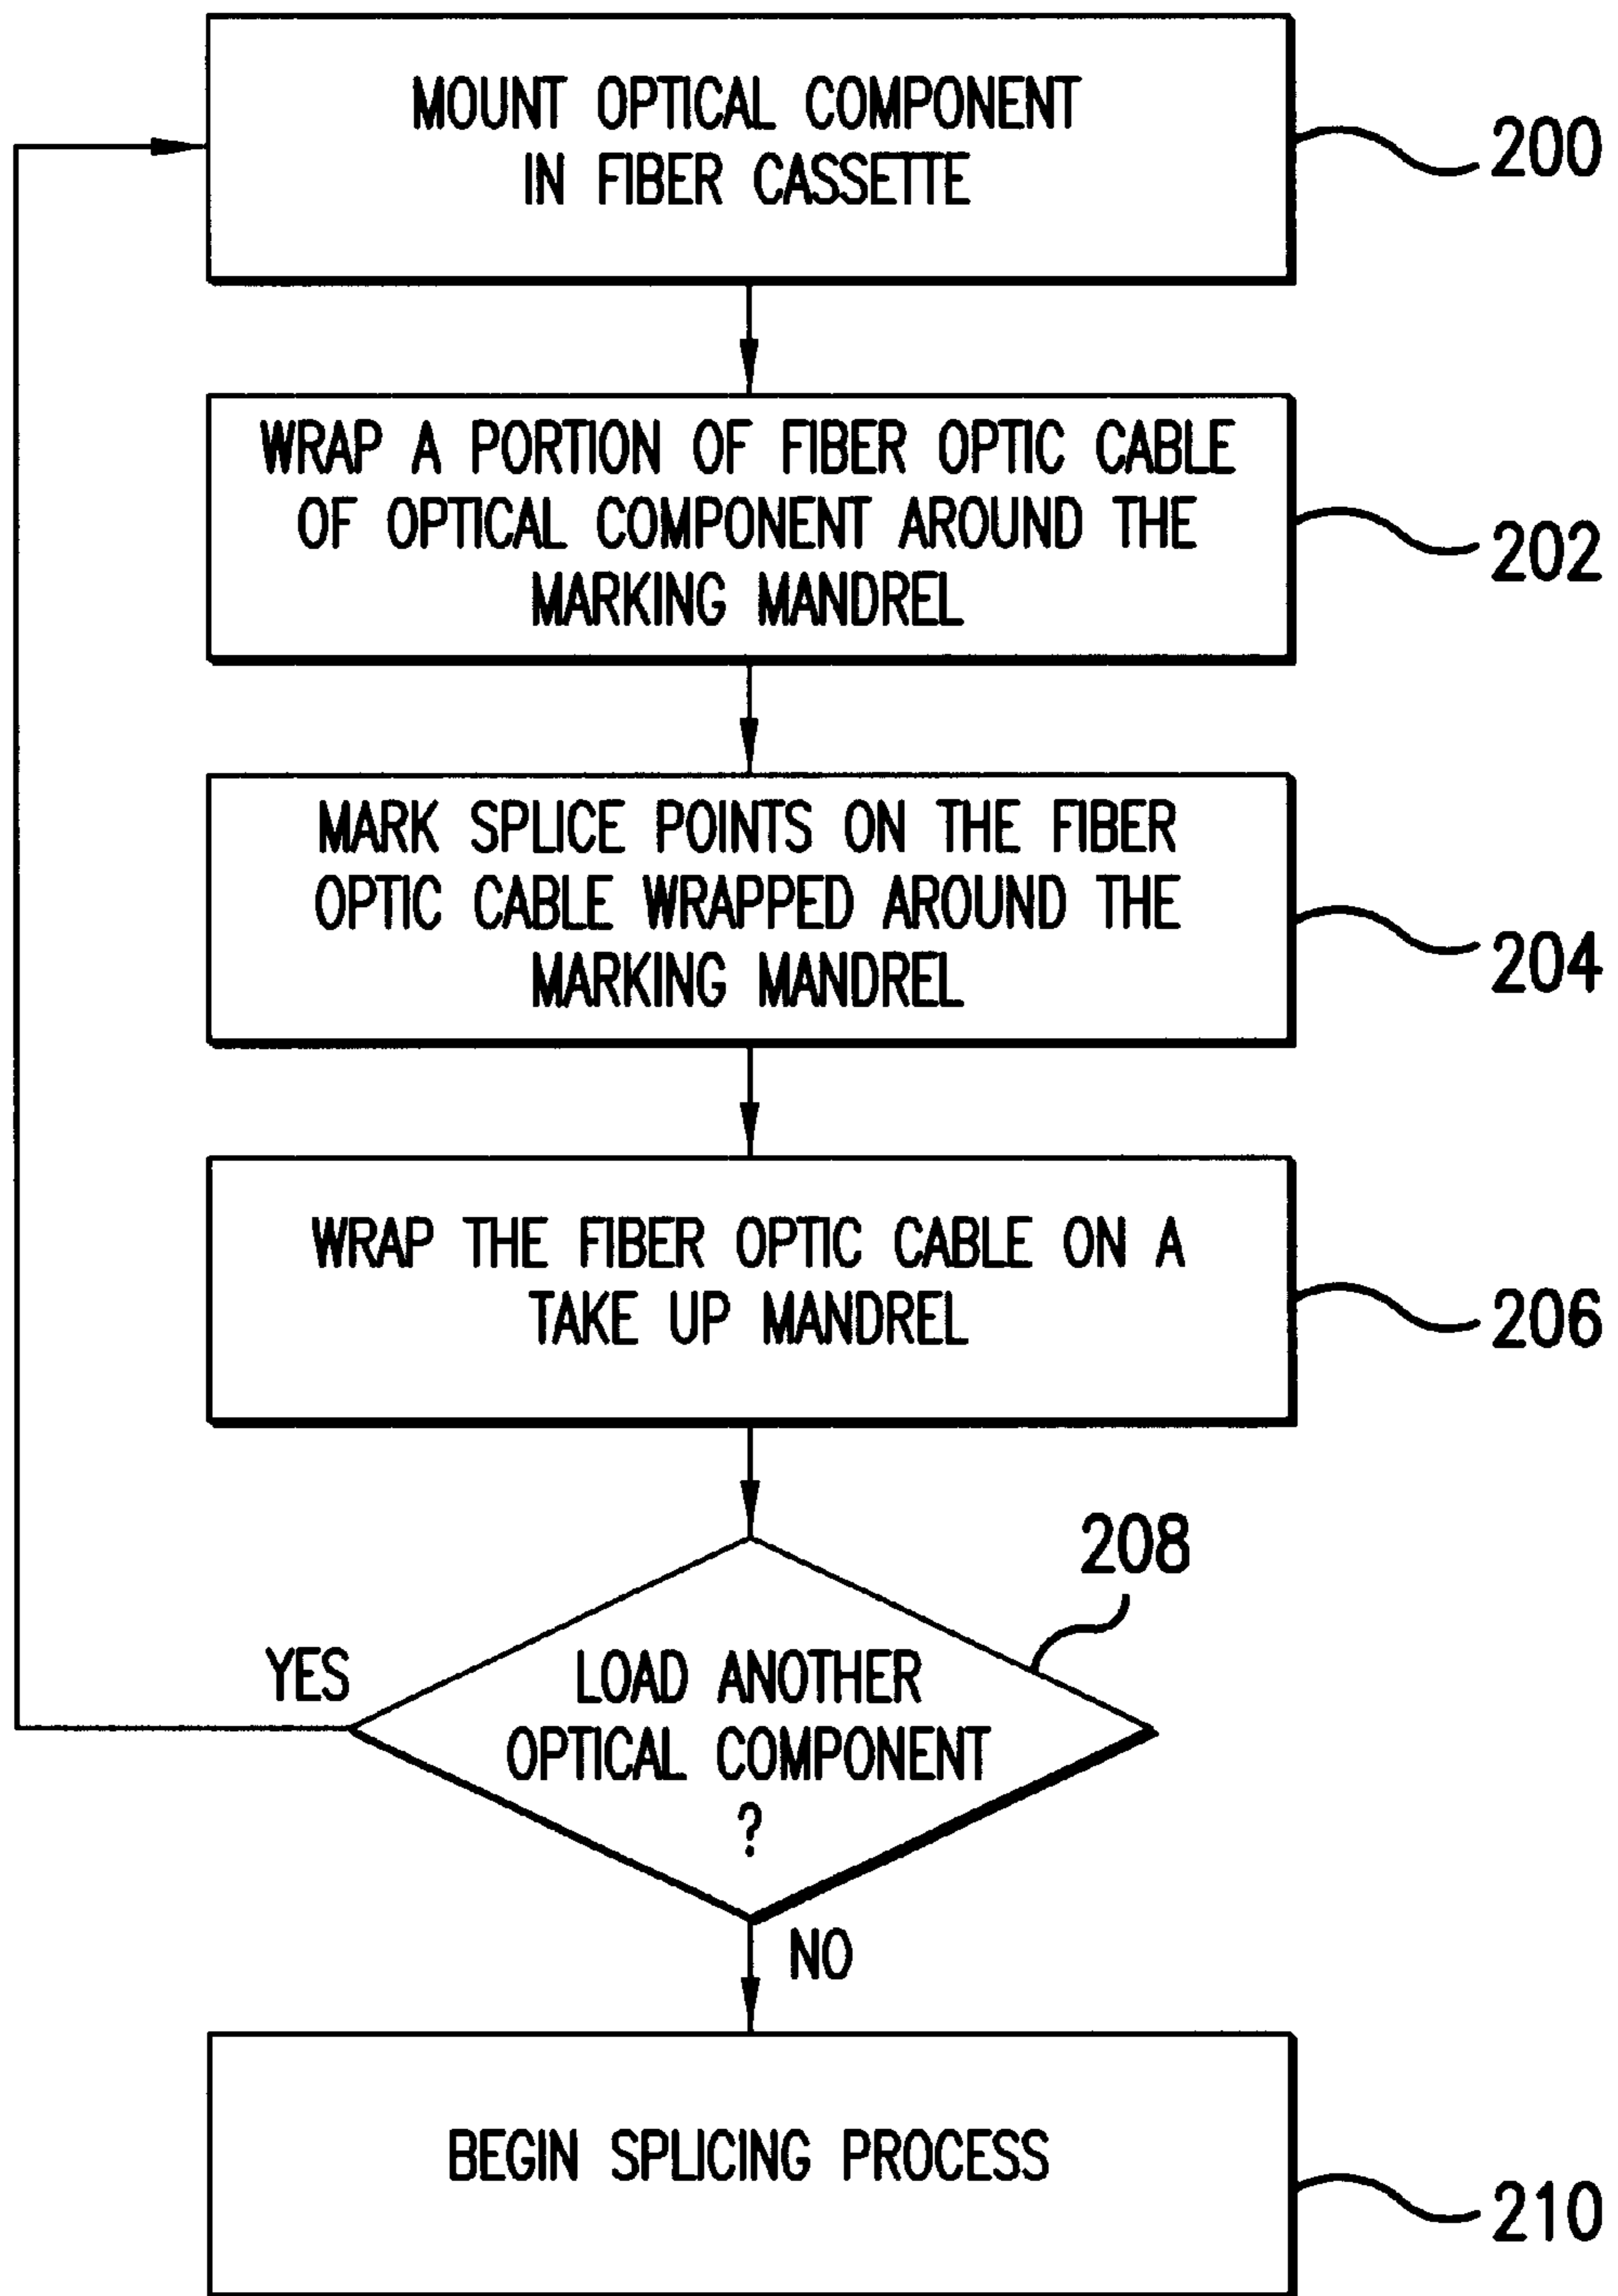 MOUNT OPTICAL COMPONENT
IN FIBER CASSETTE
200
WRAP A PORTION OF FIBER OPTIC CABLE
OF OPTICAL COMPONENT AROUND THE
MARKING MANDREL
202
MARK SPLICE POINTS ON THE FIBER
OPTIC CABLE WRAPPED AROUND THE
MARKING MANDREL
204
WRAP THE FIBER OPTIC CABLE ON A
TAKE UP MANDREL
206
208
YES
LOAD ANOTHER
OPTICAL COMPONENT
?
NO
BEGIN SPLICING PROCESS
210